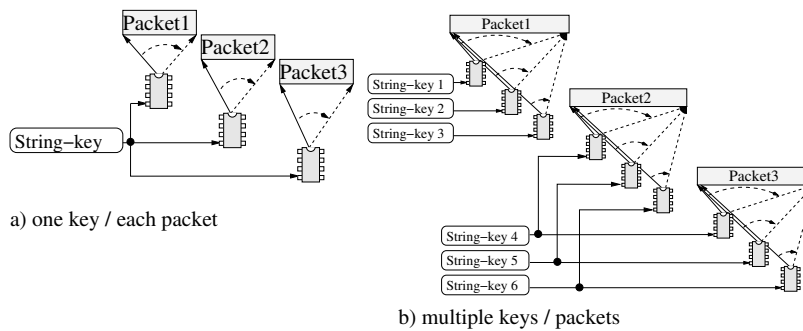 Packet1
Packet2
Packet3
String-key
a) one key / each packet
Packet1
String-key 1
String-key 2
String-key 3
Packet2
Packet3
String-key 4
String-key 5
String-key 6
b) multiple keys / packets